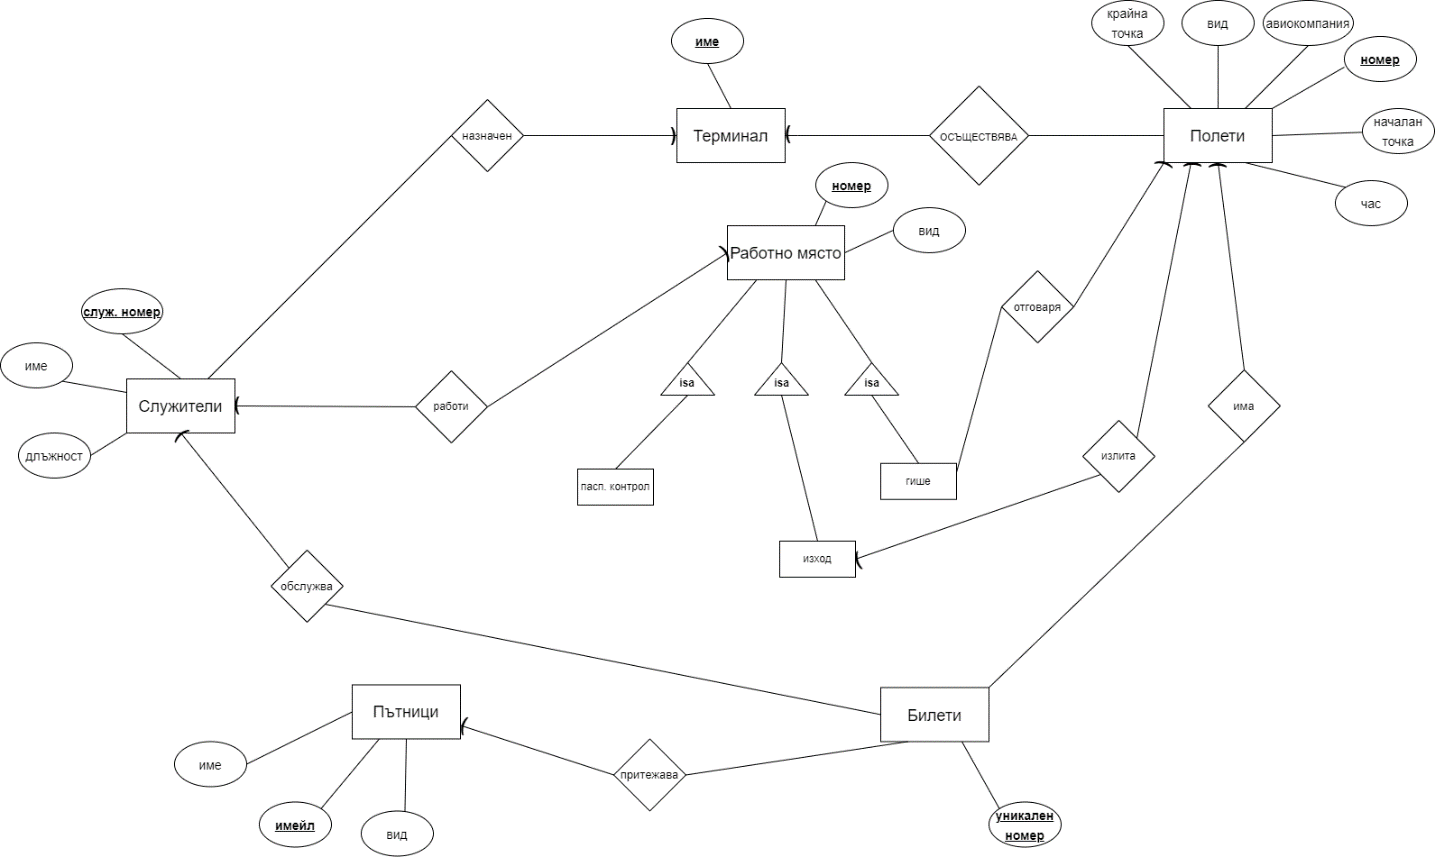 крайна
точка
вид
авиокомпания
име
номер
назначен
Терминал
ОСЪЩЕСТВЯВА
Полети
началан
точка
номер
час
вид
Работно място
служ. номер
отговаря
име
isa
isa
isa
Служители
работи
има
длъжност
излита
пасп. контрол
гише
изход
обслужва
Пътници
Билети
име
притежава
имейл
вид
уникален
номер